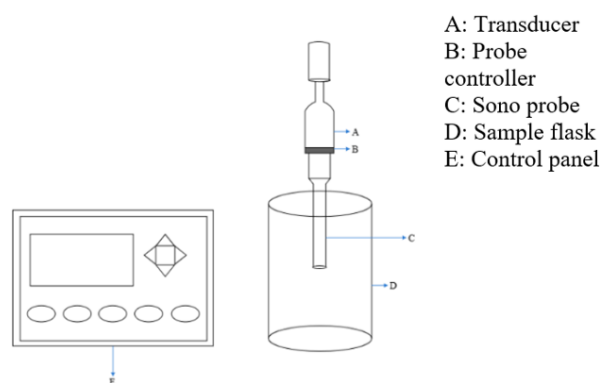 A: Transducer
B: Probe
controller
C: Sono probe
D: Sample flask
E: Control panel
A
B
C
D
E